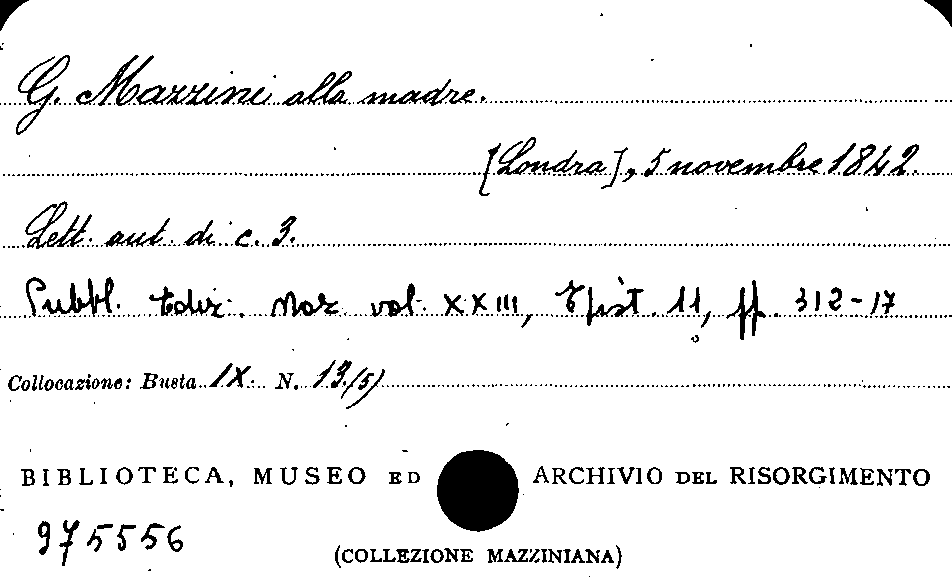 G. Mazzini alla madre.
[Londra], 5 novembre 1842.
Lett. aut. di c. 3.
Pubbl. Ediz. Naz. vol. XXIII, Epist. 11, pp. 312-17
Collocazione: Busta IX. N. 13/5)
BIBLIOTECA, MUSEO ED ARCHIVIO DEL RISORGIMENTO
975556
(COLLEZIONE MAZZINIANA)